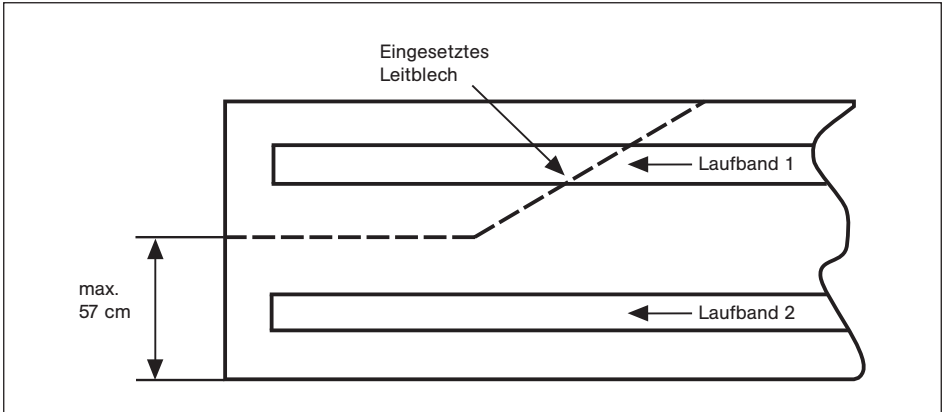 Eingesetztes
Leitblech
Laufband 1
max.
57 cm
Laufband 2